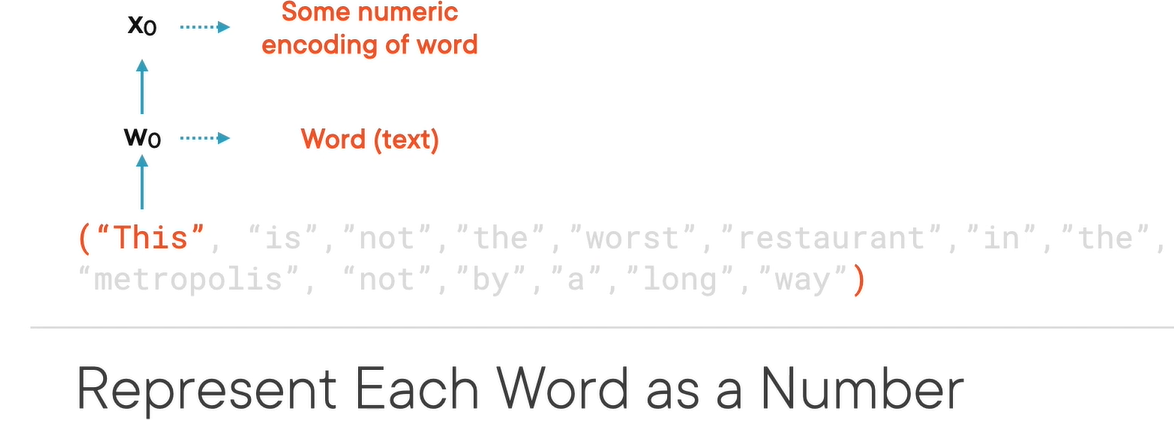 x0
Some numeric
encoding of word
w0
Word (text)
(“This”, “is”,”not”,”the”,”worst”,”restaurant”,”in”,”the”,
“metropolis”, “not”,”by”,”a”,”long”,”way”)
Represent Each Word as a Number